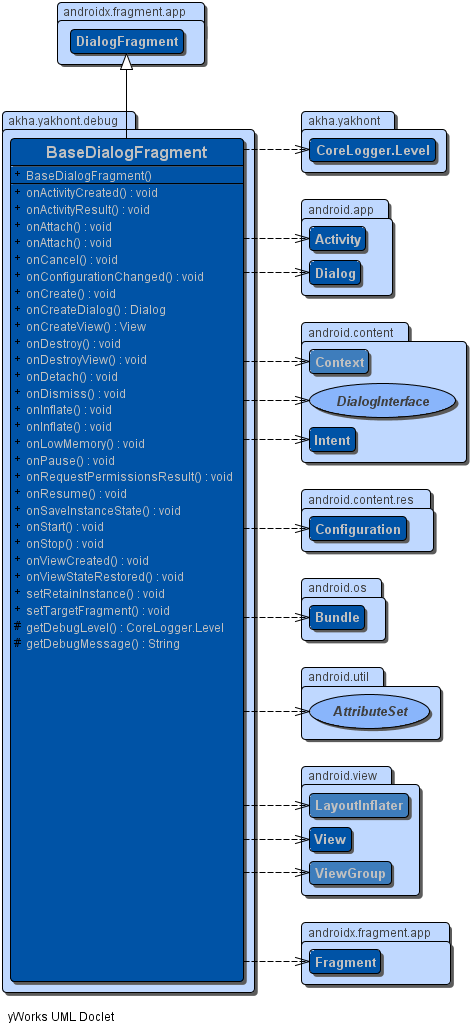 androidx.fragment.app
DialogFragment
akha.yakhont.debug
BaseDialogFragment
+ BaseDialogFragment()
+ onActivityCreated() : void
+ onActivityResult() : void
+ onAttach() : void
+ onAttach() : void
+ onCancel() : void
+ onConfigurationChanged() : void
+ onCreate() : void
+ onCreateDialog() : Dialog
+ onCreateView() : View
+ onDestroy() : void
+ onDestroyView() : void
+ onDetach() : void
+ onDismiss() : void
+ onInflate() : void
+ onInflate() : void
+ onLowMemory() : void
+ onPause() : void
+ onRequestPermissionsResult() : void
+ onResume() : void
+ onSaveInstanceState() : void
+ onStart() : void
+ onStop() : void
+ onViewCreated() : void
+ onViewStateRestored() : void
+ setRetainInstance() : void
+ setTargetFragment() : void
# getDebugLevel() : CoreLogger.Level
# getDebugMessage() : String
akha.yakhont
CoreLogger.Level
android.app
Activity
Dialog
android.content
Context
DialogInterface
Intent
android.content.res
Configuration
android.os
Bundle
android.util
AttributeSet
android.view
LayoutInflater
View
ViewGroup
androidx.fragment.app
Fragment
yWorks UML Doclet